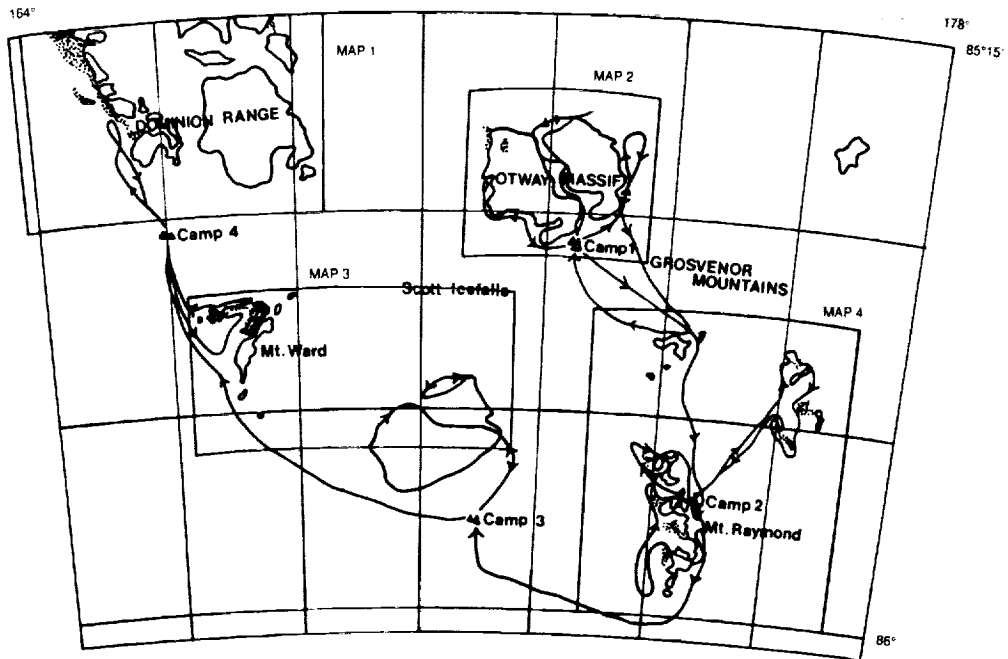 164°
178°
85°15'
MAP 1
MAP 2
DOMINION RANGE
OTWAY MASSIF
Camp 4
Camp 1
GROSVENOR
MOUNTAINS
MAP 3
Scott Icefalls
MAP 4
Mt. Ward
Camp 2
Camp 3
Mt. Raymond
86°